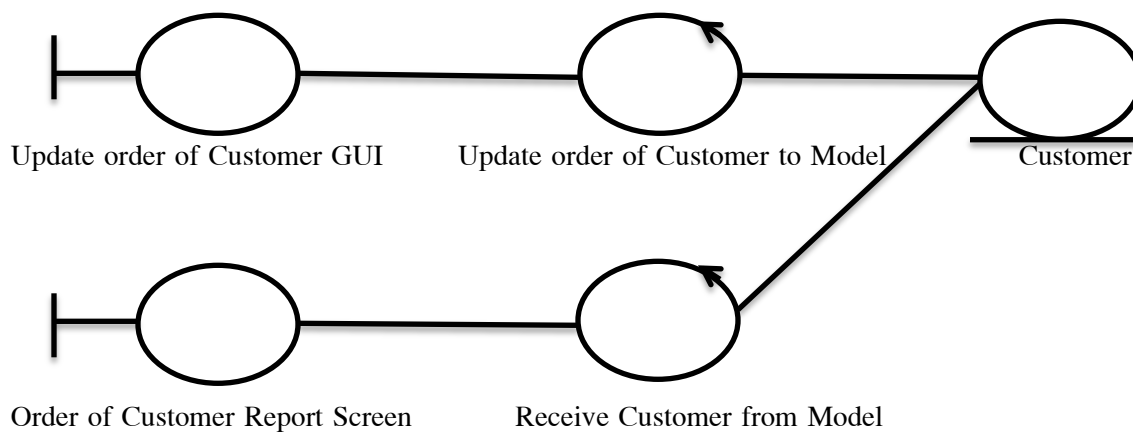 Update order of Customer GUI
Update order of Customer to Model
Customer
Order of Customer Report Screen
Receive Customer from Model